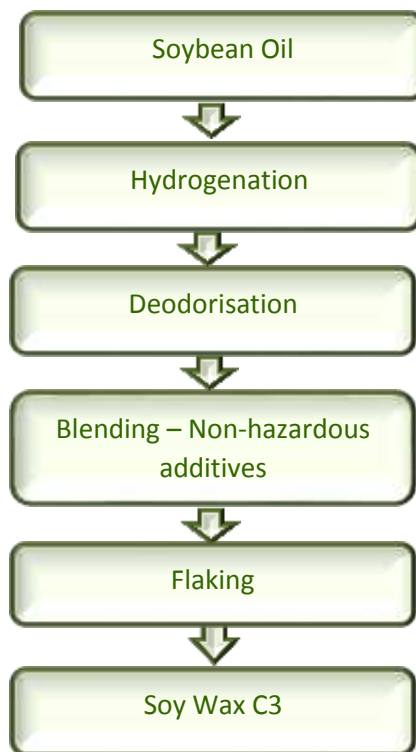 Soybean Oil
Hydrogenation
Deodorisation
Blending – Non-hazardous
additives
Flaking
Soy Wax C3